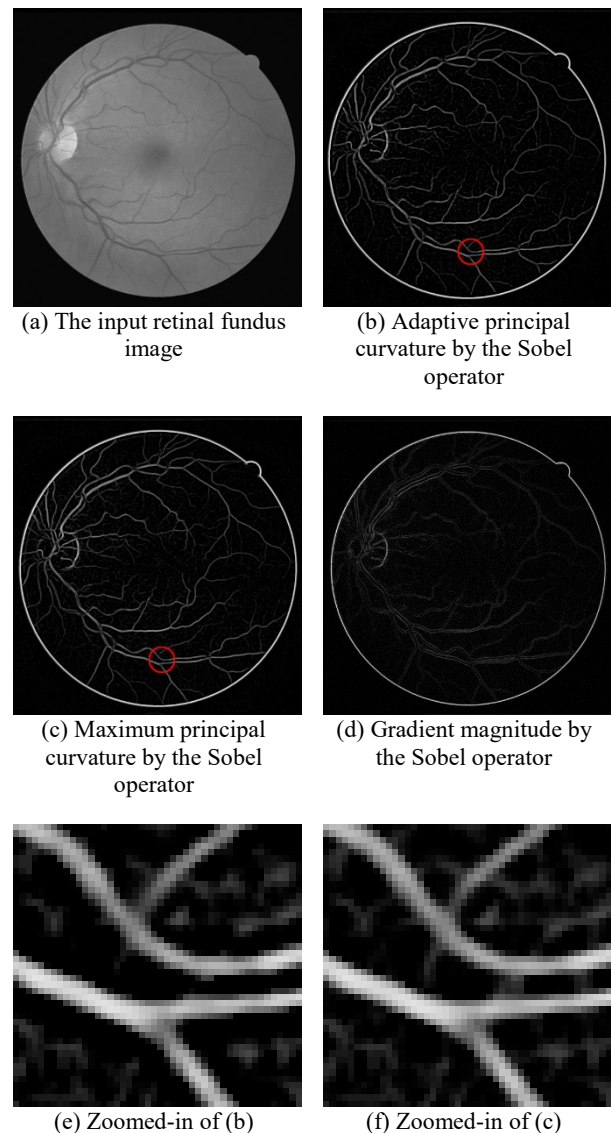 (a) The input retinal fundus
image
(b) Adaptive principal
curvature by the Sobel
operator
(c) Maximum principal
curvature by the Sobel
operator
(d) Gradient magnitude by
the Sobel operator
(e) Zoomed-in of (b)
(f) Zoomed-in of (c)